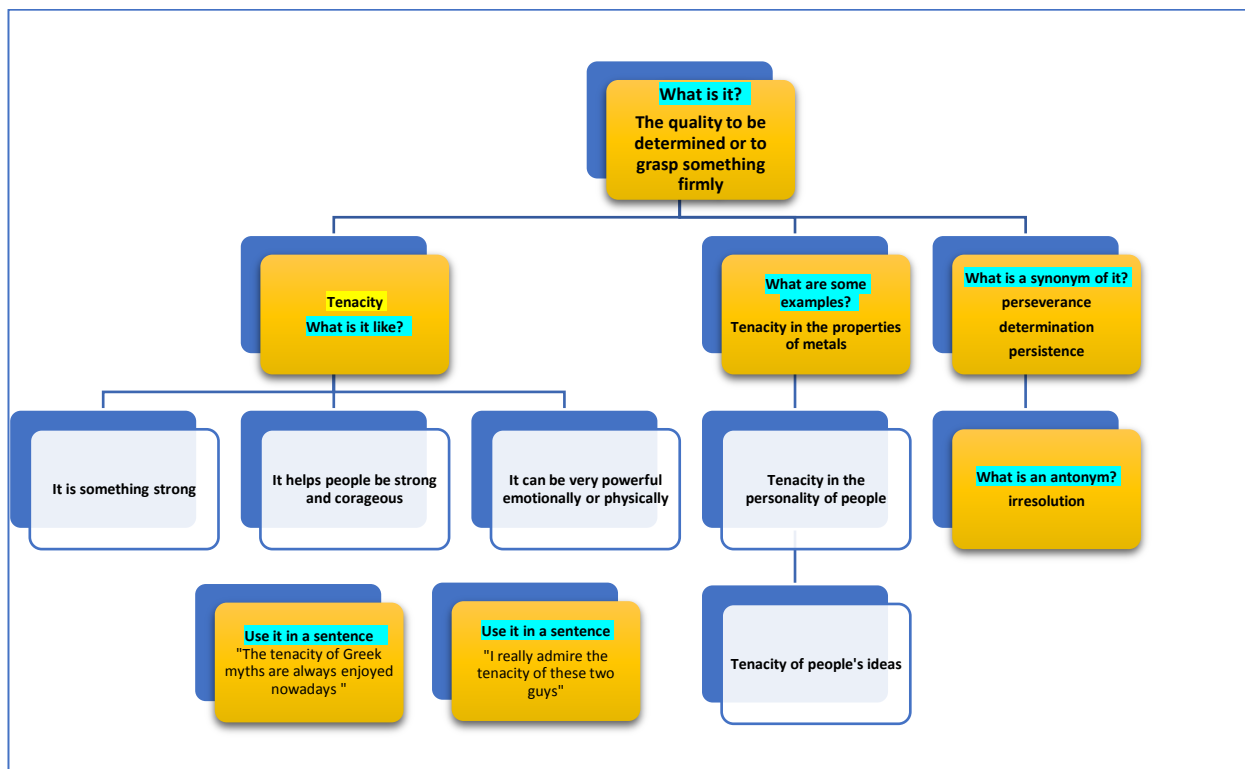 What is it?
The quality to be
determined or to
grasp something
firmly
Tenacity
What is it like?
What are some
examples?
Tenacity in the properties
of metals
What is a synonym of it?
perseverance
determination
persistence
It is something strong
It helps people be strong
and corageous
It can be very powerful
emotionally or physically
Tenacity in the
personality of people
What is an antonym?
irresolution
Use it in a sentence
"The tenacity of Greek
myths are always enjoyed
nowadays "
Use it in a sentence
"I really admire the
tenacity of these two
guys"
Tenacity of people's ideas